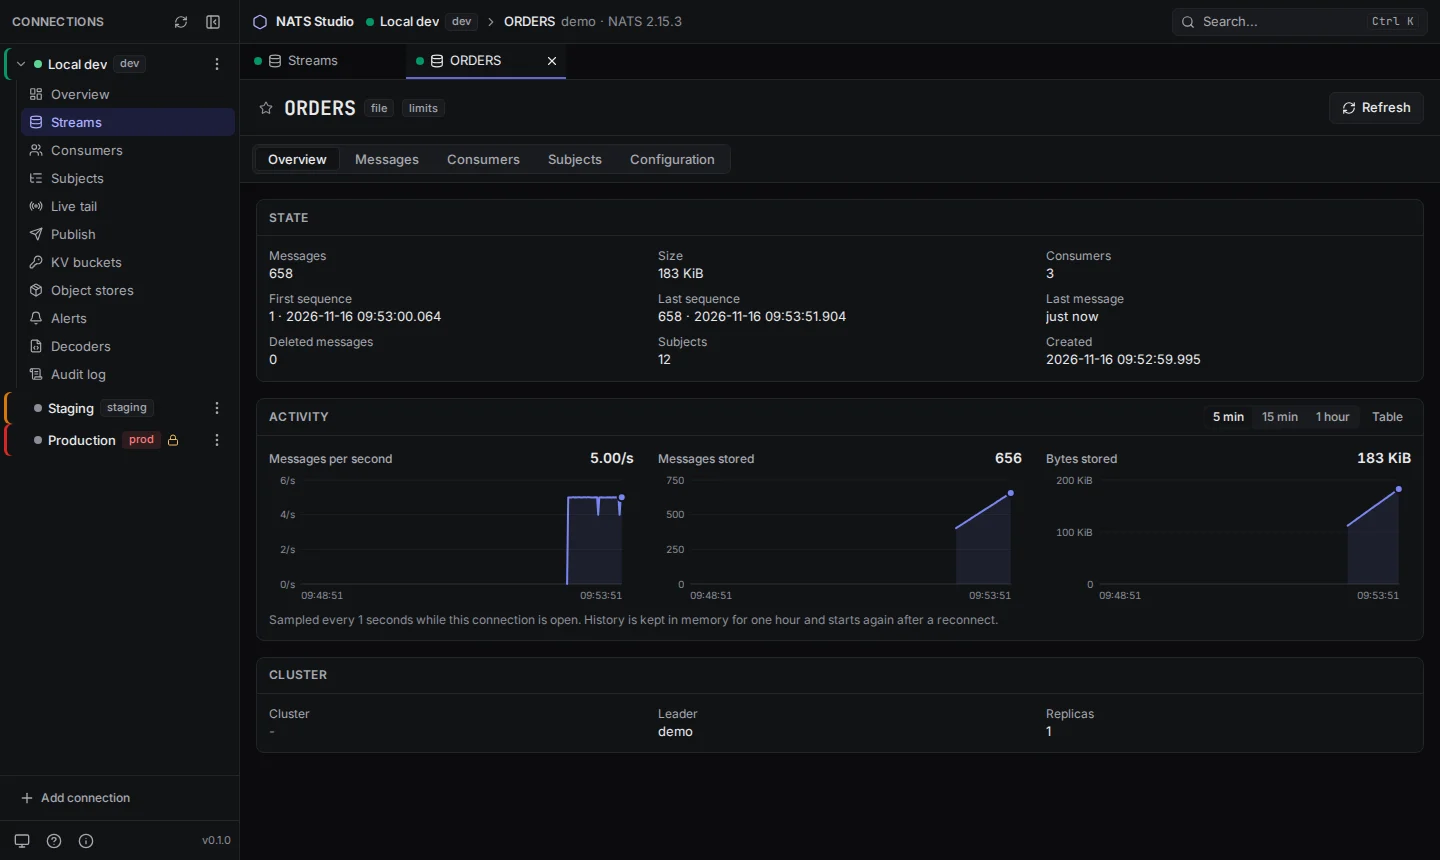 CONNECTIONS
NATS Studio Local dev dev ORDERS demo · NATS 2.15.3
Search... Ctrl K
Local dev dev
Overview
Streams
Consumers
Subjects
Live tail
Publish
KV buckets
Object stores
Alerts
Decoders
Audit log
Staging staging
Production prod
Add connection
v0.1.0
Streams ORDERS
ORDERS file limits
Refresh
Overview Messages Consumers Subjects Configuration
STATE
Messages Size Consumers
658 183 KiB 3
First sequence Last sequence Last message
1 · 2026-11-16 09:53:00.064 658 · 2026-11-16 09:53:51.904 just now
Deleted messages Subjects Created
0 12 2026-11-16 09:52:59.995
ACTIVITY 5 min 15 min 1 hour Table
Messages per second 5.00/s
6/s
4/s
2/s
0/s
09:48:51 09:53:51
Messages stored 656
750
500
250
0
09:48:51 09:53:51
Bytes stored 183 KiB
200 KiB
100 KiB
0
09:48:51 09:53:51
Sampled every 1 seconds while this connection is open. History is kept in memory for one hour and starts again after a reconnect.
CLUSTER
Cluster Leader Replicas
- demo 1